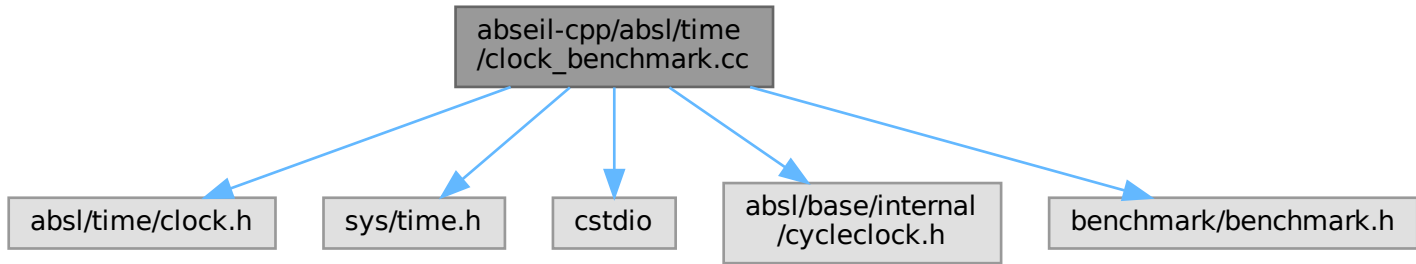 abseil-cpp/absl/time
/clock_benchmark.cc
absl/time/clock.h
sys/time.h
cstdio
absl/base/internal
/cycleclock.h
benchmark/benchmark.h